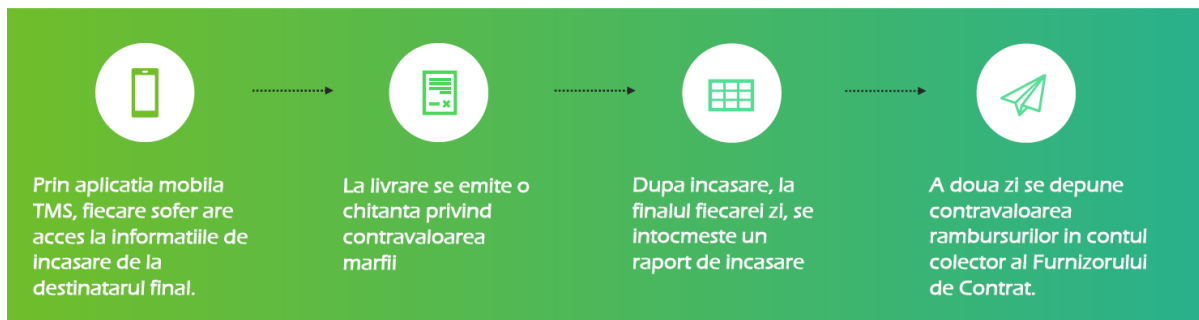 Prin aplicatia mobila
TMS, fiecare sofer are
acces la informatiile de
incasare de la
destinatarul final.
La livrare se emite o
chitanta privind
contravaloarea
marfii
Dupa incasare, la
finalul fiecarei zi, se
intocmeste un
raport de incasare
A doua zi se depune
contravaloarea
rambursurilor in contul
colector al Furnizorului
de Contrat.